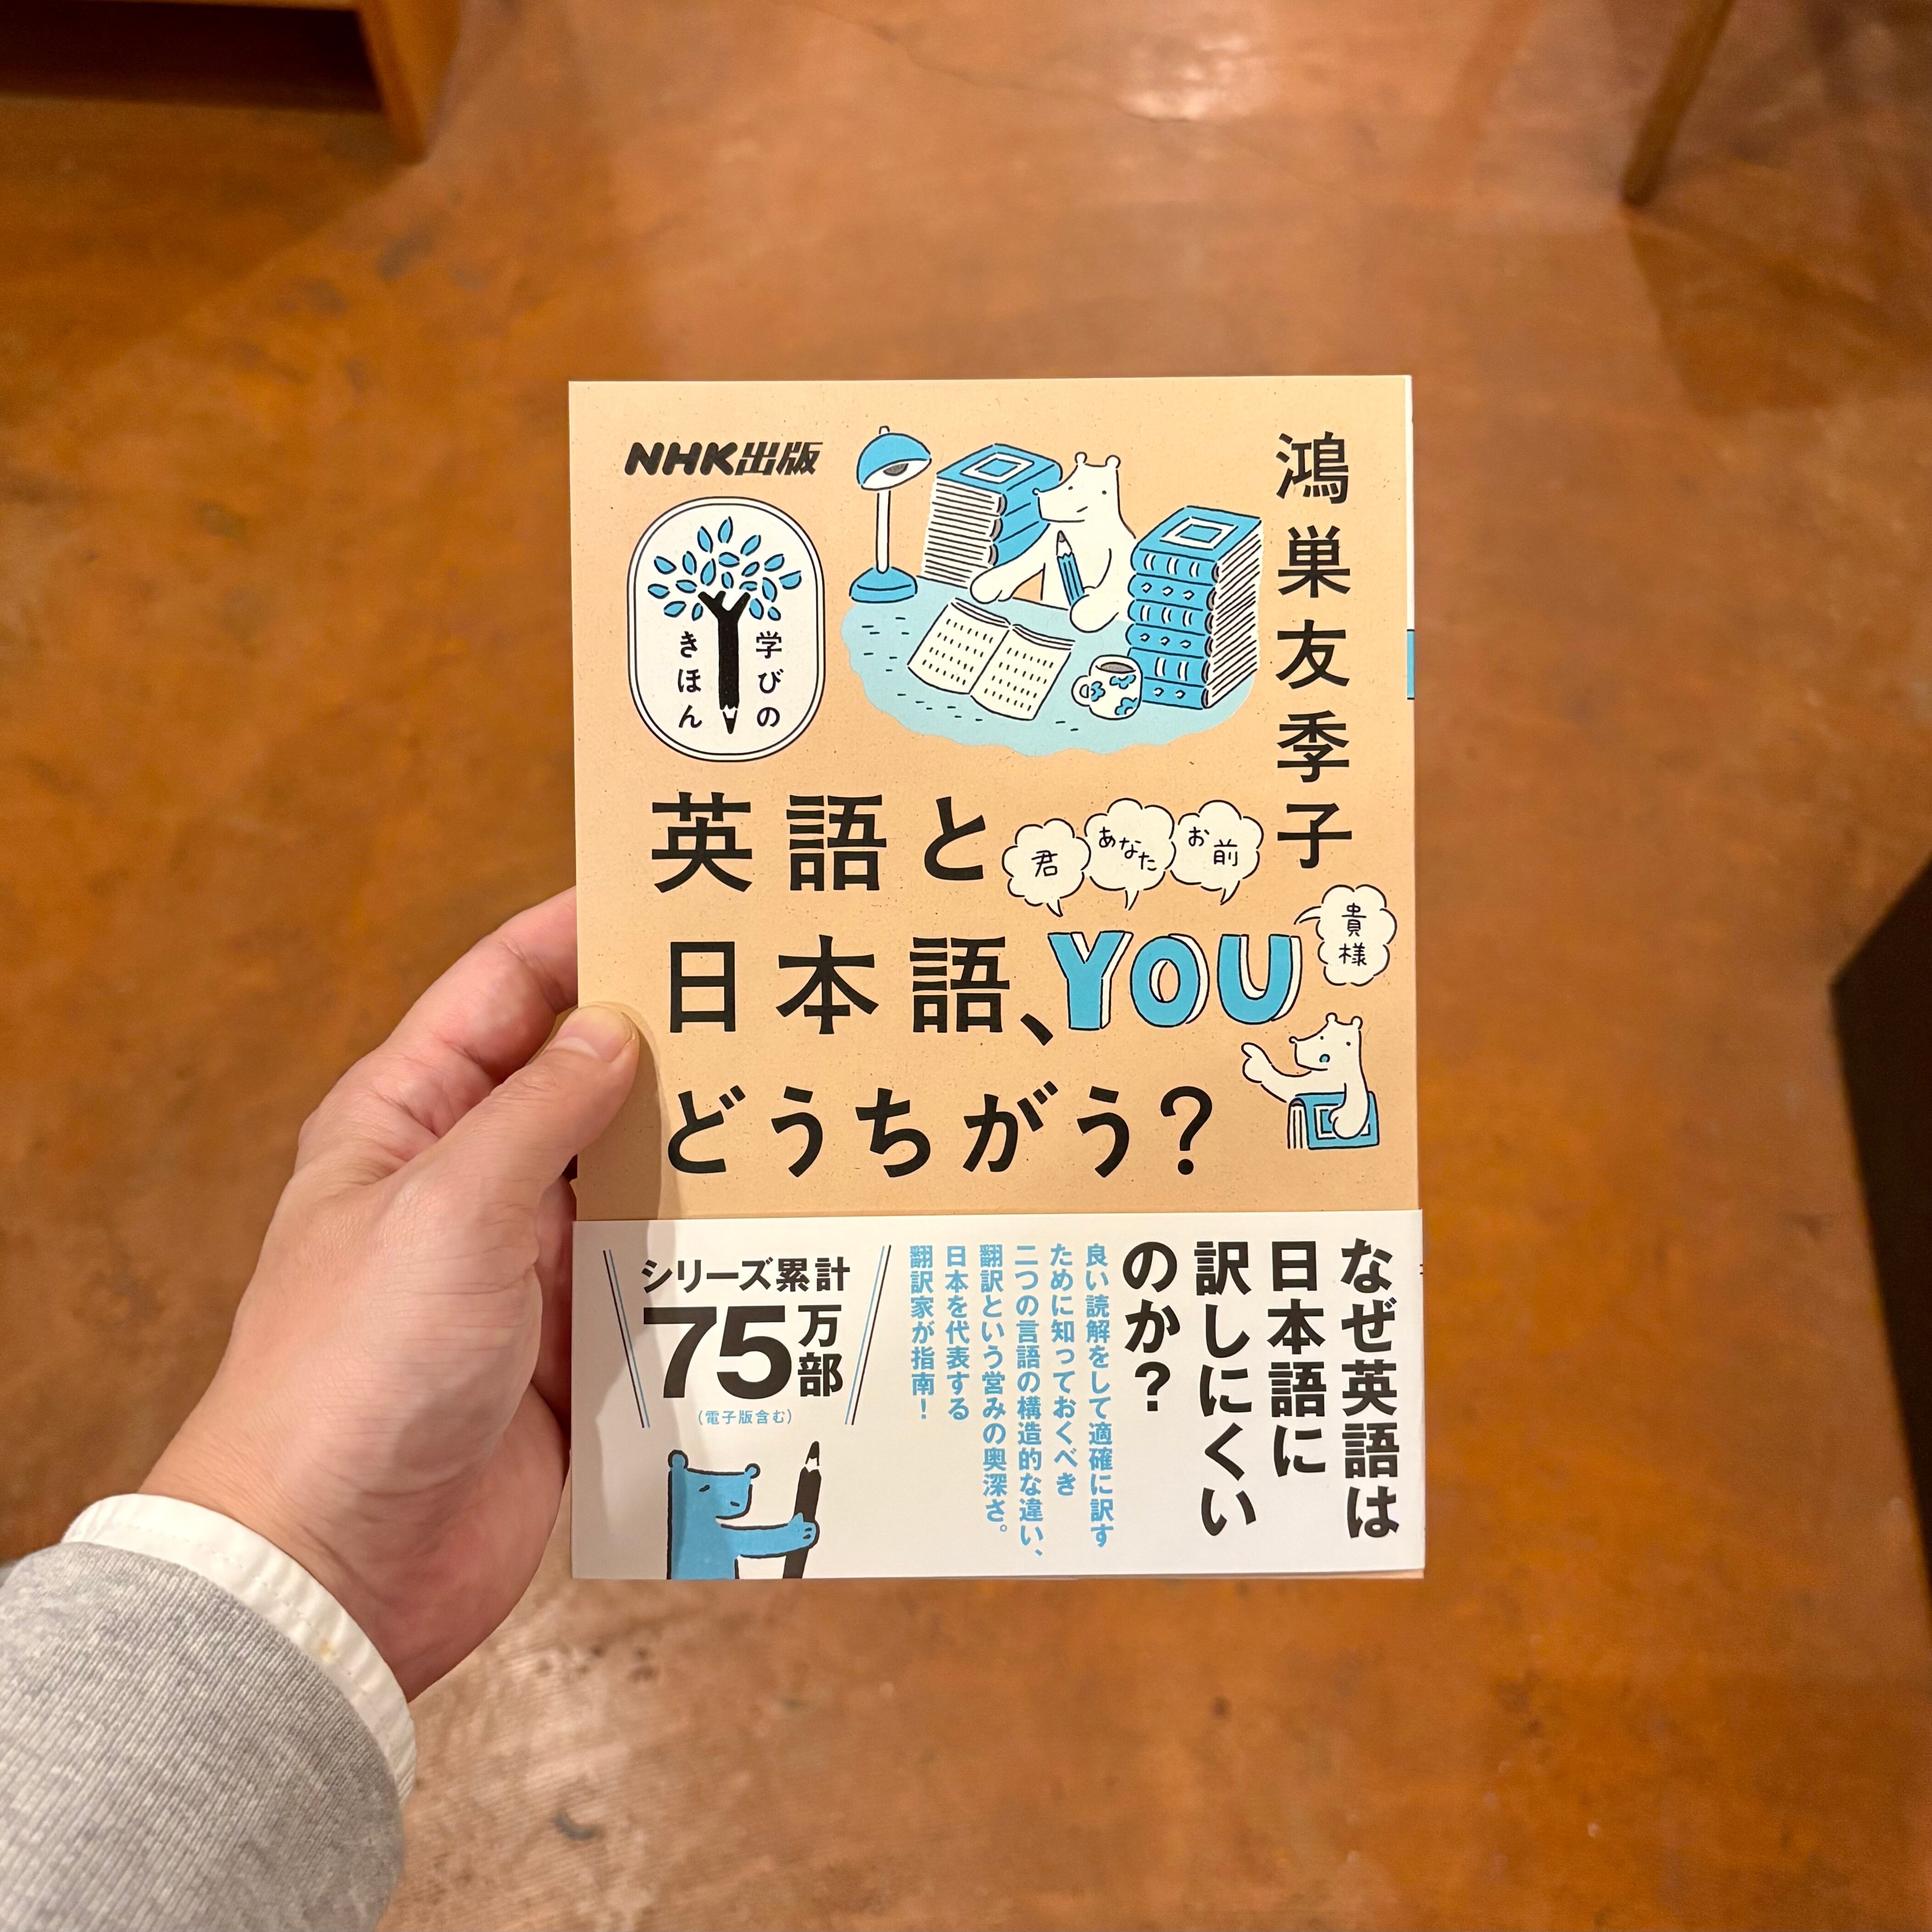 NHK出版
学びの
きほん
鴻巣友季子
英語と
日本語、
どうちがう?
君
あなた
お前
YOU
貴様
なぜ英語は
日本語に
訳しにくい
のか?
良い読解をして適確に訳す
ために知っておくべき
二つの言語の構造的な違い、
翻訳という営みの奥深さ。
日本を代表する
翻訳家が指南!
シリーズ累計
75万部
(電子版含む)